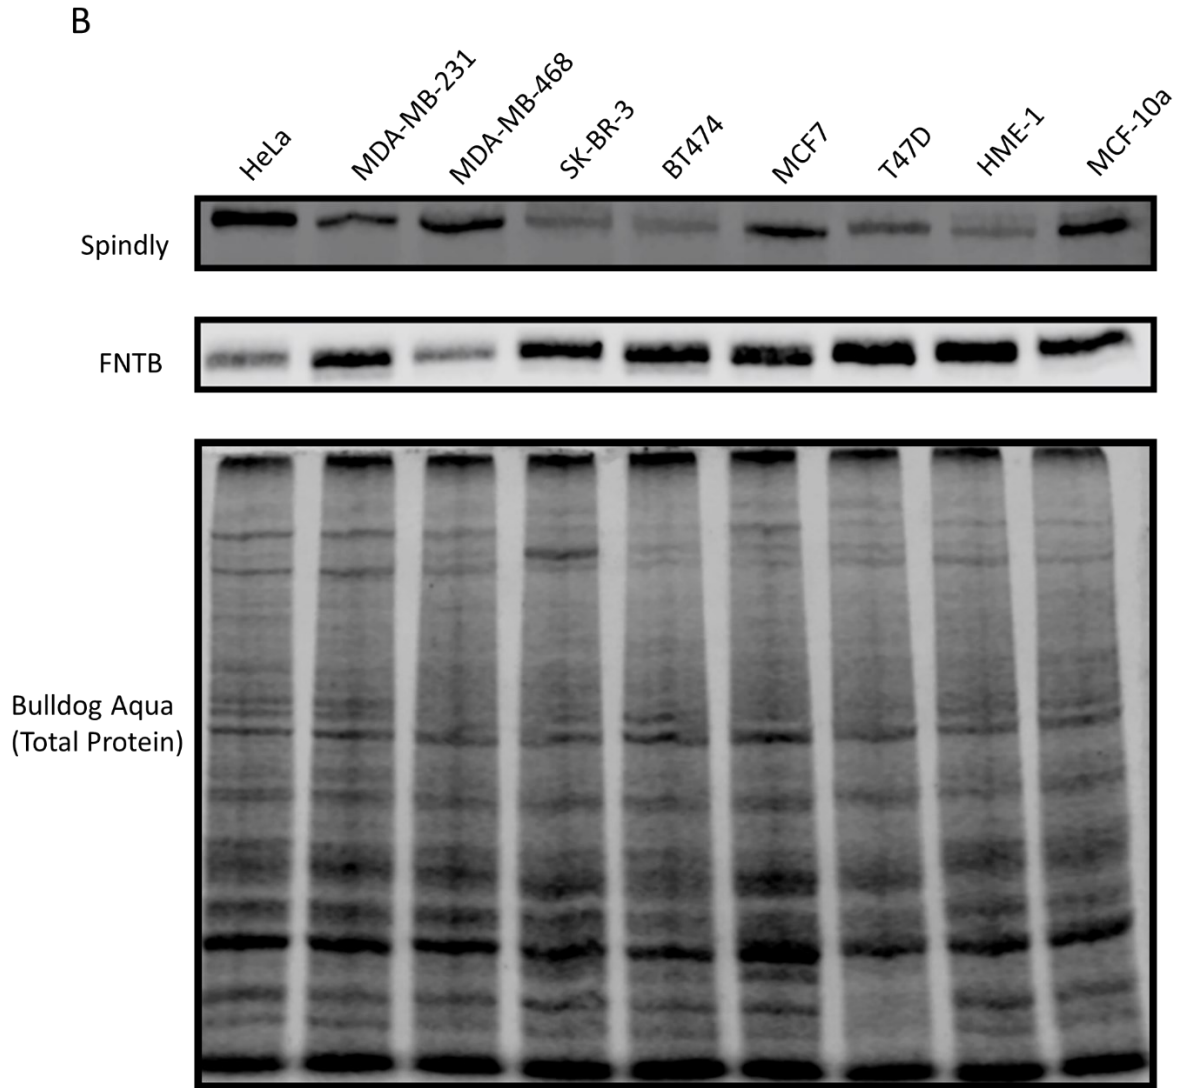 B
HeLa
MDA-MB-231
MDA-MB-468
SK-BR-3
BT474
MCF7
T47D
HME-1
MCF-10a
Spindly
FNTB
Bulldog Aqua
(Total Protein)